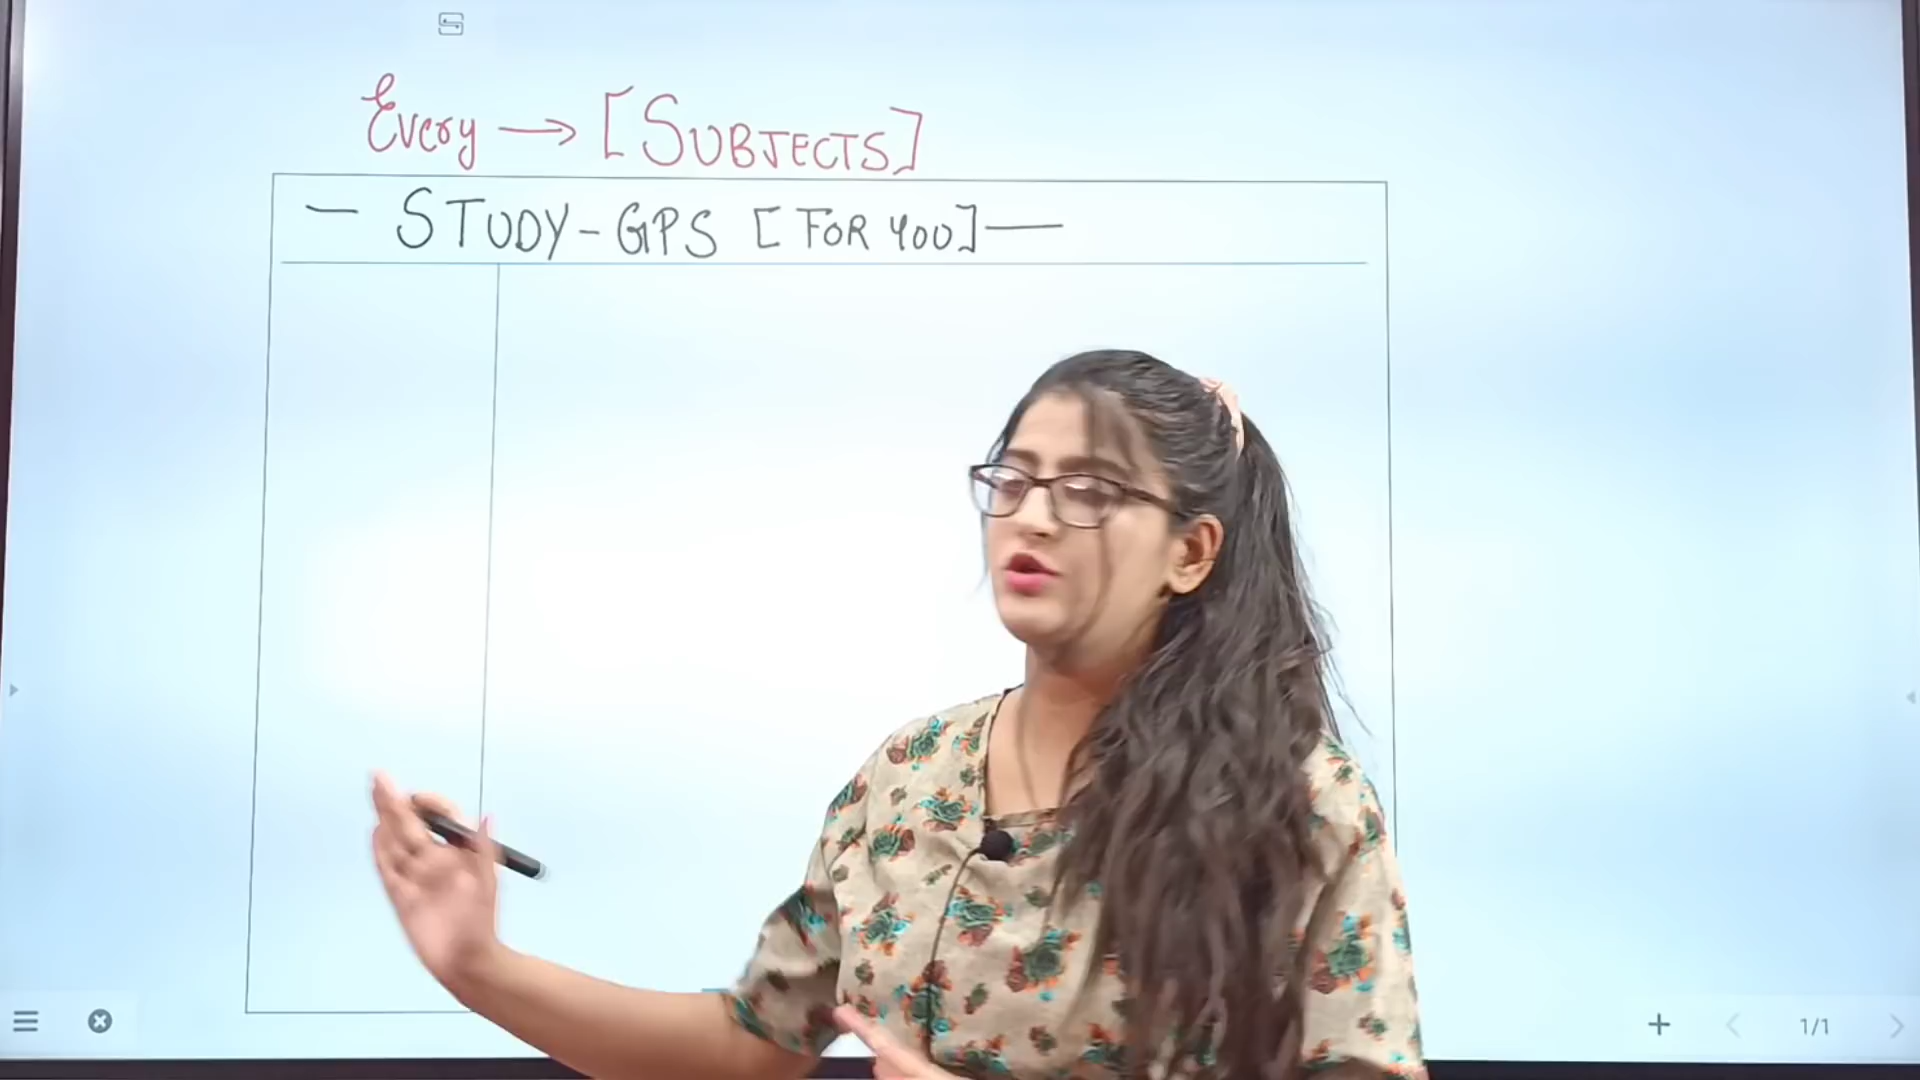 Every → [SUBJECTS]
— STUDY-GPS [FOR YOU] —
1/1